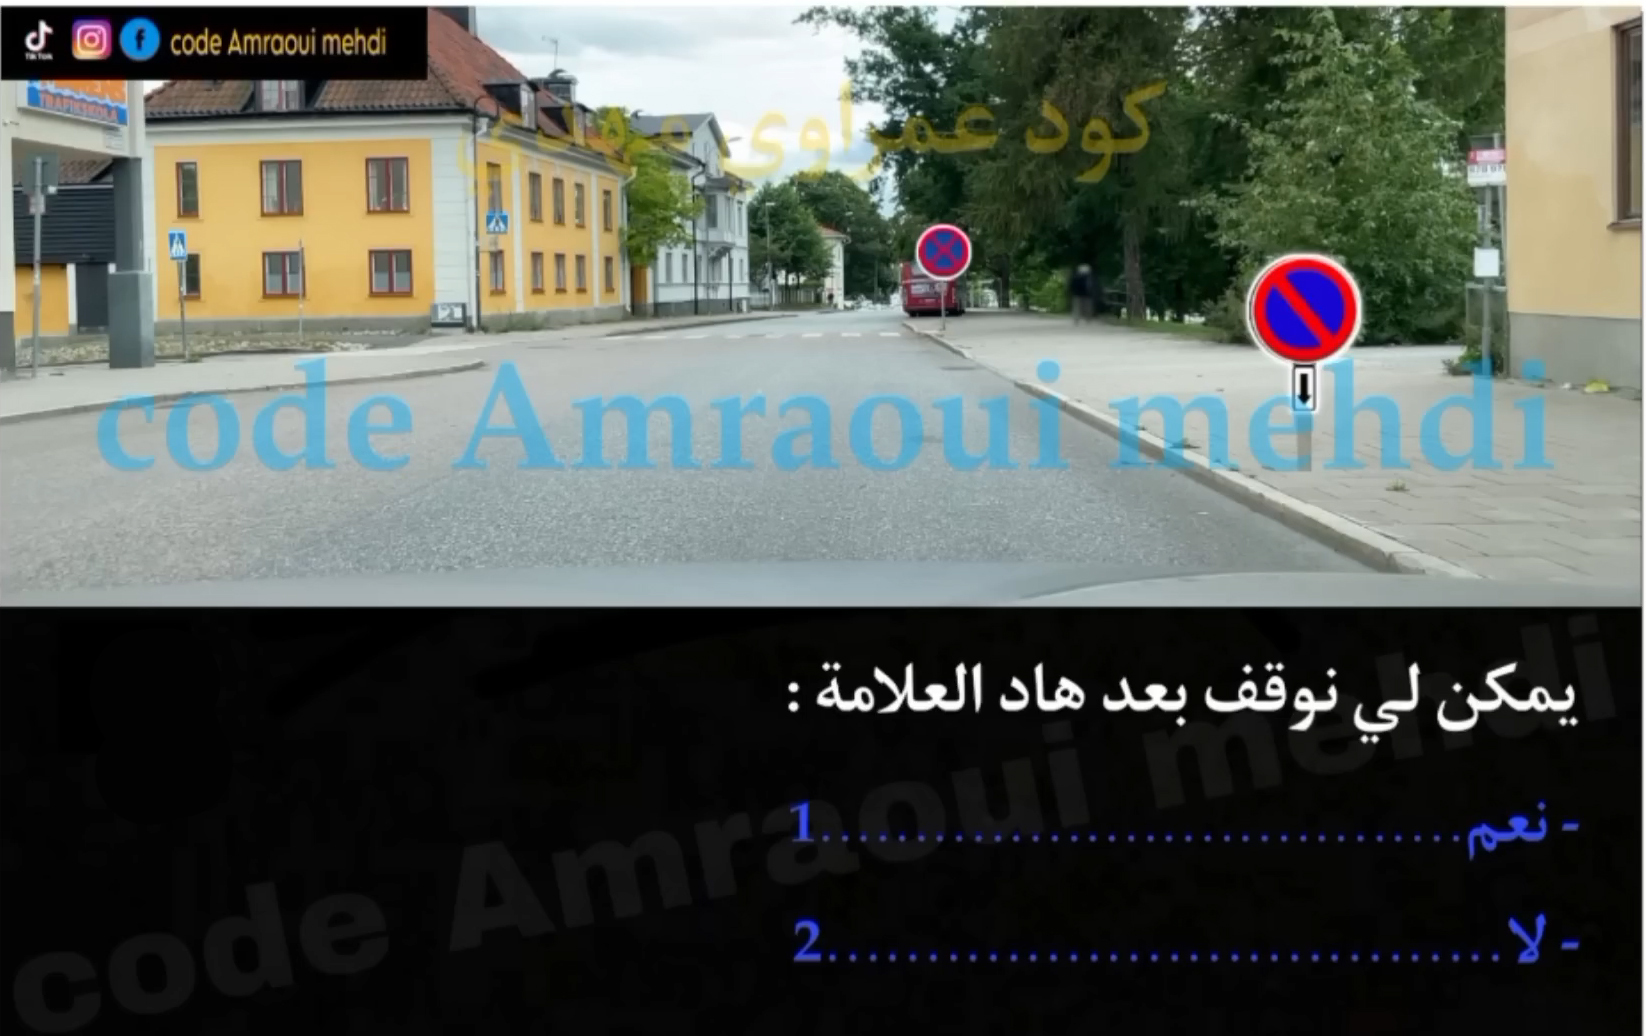 code Amraoui mehdi
TRAFIKSKOLA
كود عمراوي مهدي
code Amraoui mehdi
يمكن لي نوقف بعد هاد العلامة :
- نعم......................................1
- لا......................................2
code Amraoui mehdi